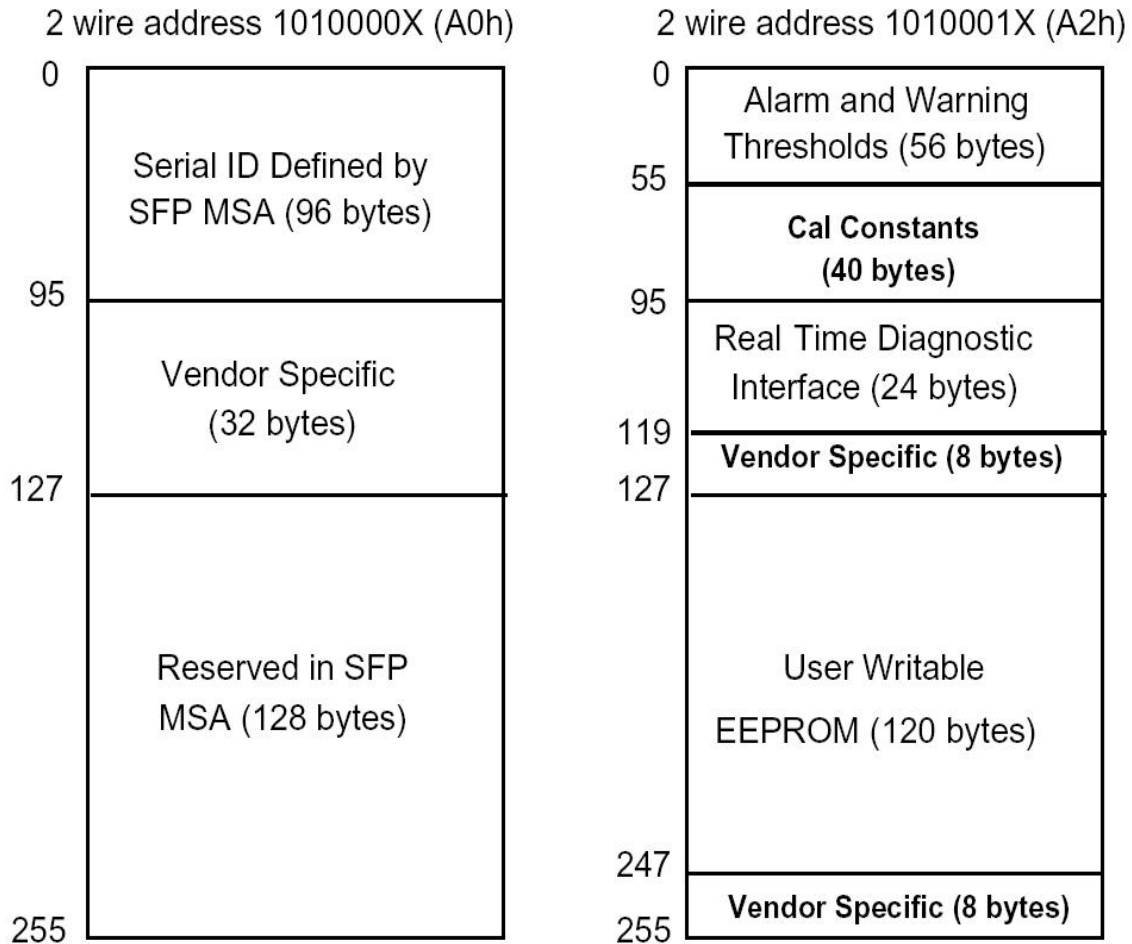 2 wire address 1010000X (A0h)
0
Serial ID Defined by
SFP MSA (96 bytes)
95
Vendor Specific
(32 bytes)
127
Reserved in SFP
MSA (128 bytes)
255
2 wire address 1010001X (A2h)
0
Alarm and Warning
Thresholds (56 bytes)
55
Cal Constants
(40 bytes)
95
Real Time Diagnostic
Interface (24 bytes)
119
Vendor Specific (8 bytes)
127
User Writable
EEPROM (120 bytes)
247
Vendor Specific (8 bytes)
255